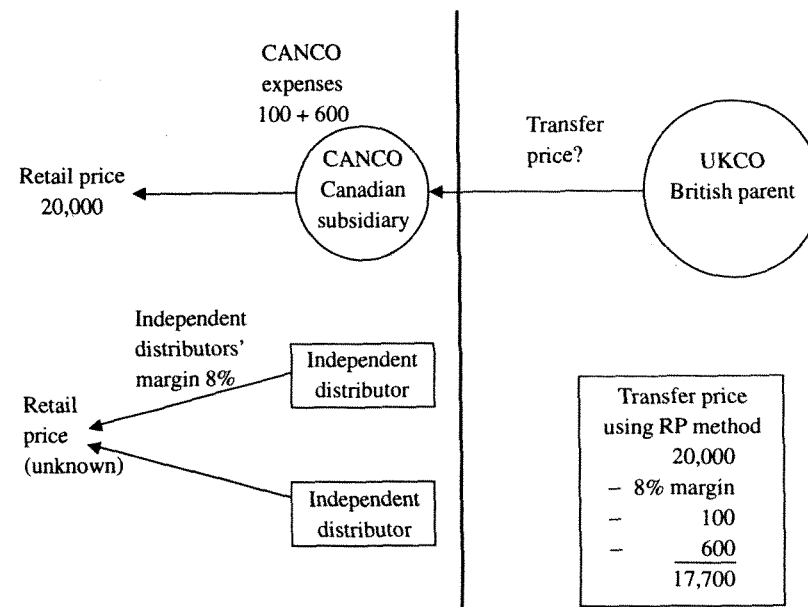 CANCO
expenses
100 + 600
Retail price
20,000
CANCO
Canadian
subsidiary
Transfer
price?
UKCO
British parent
Independent
distributors'
margin 8%
Retail
price
(unknown)
Independent
distributor
Independent
distributor
Transfer price
using RP method
20,000
– 8% margin
– 100
– 600
17,700